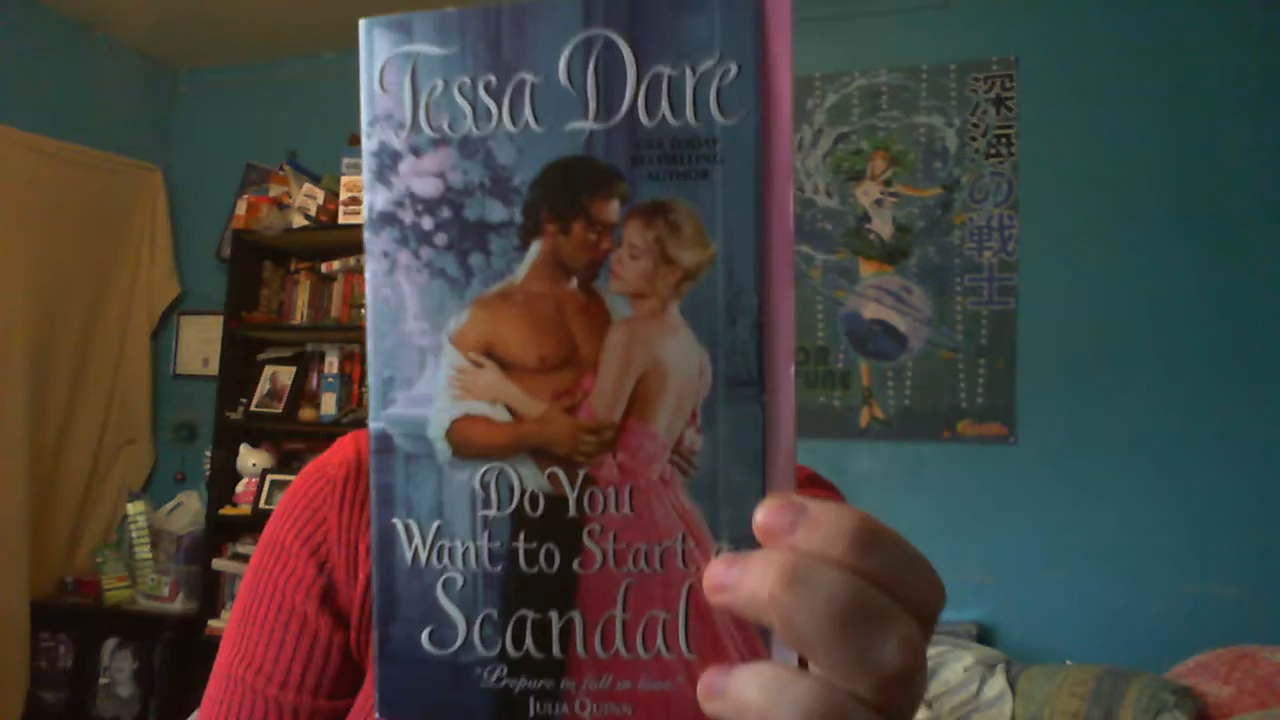 Tessa Dare
USA TODAY
BESTSELLING
AUTHOR
Do You
Want to Start a
Scandal
"Prepare to fall in love."
JULIA QUINN
深海の戦士